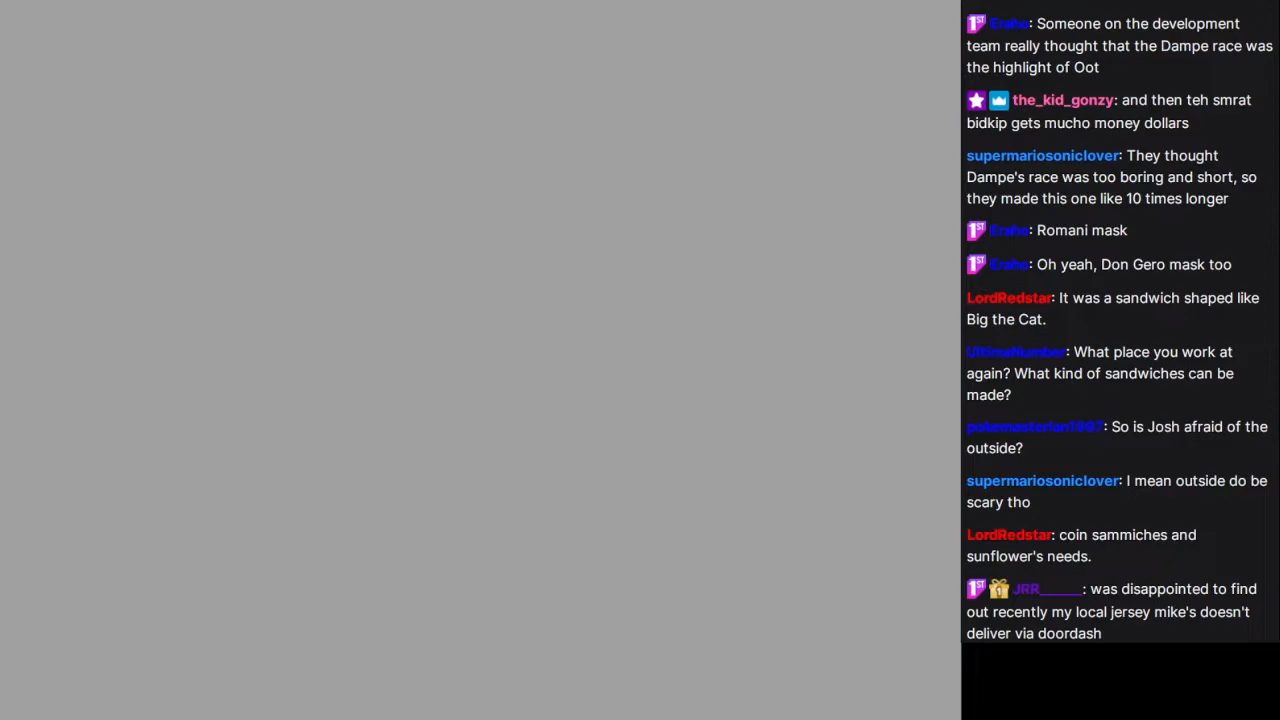 Eraho: Someone on the development
team really thought that the Dampe race was
the highlight of Oot
the_kid_gonzy: and then teh smrat
bidkip gets mucho money dollars
supermariosoniclover: They thought
Dampe's race was too boring and short, so
they made this one like 10 times longer
Eraho: Romani mask
Eraho: Oh yeah, Don Gero mask too
LordRedstar: It was a sandwich shaped like
Big the Cat.
UltimaNumber: What place you work at
again? What kind of sandwiches can be
made?
pokemasterian1997: So is Josh afraid of the
outside?
supermariosoniclover: I mean outside do be
scary tho
LordRedstar: coin sammiches and
sunflower's needs.
JRR______: was disappointed to find
out recently my local jersey mike's doesn't
deliver via doordash